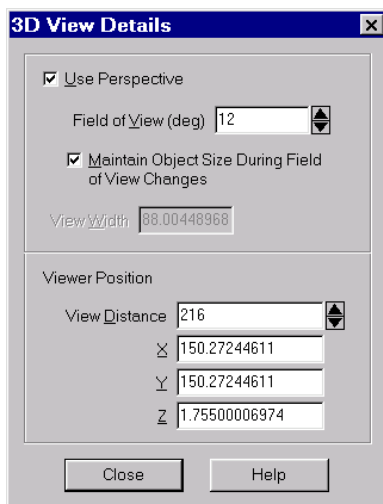 3D View Details
Use Perspective
Field of View (deg) 12
Maintain Object Size During Field
of View Changes
View Width 88.00448968
Viewer Position
View Distance 216
X 150.27244611
Y 150.27244611
Z 1.75500006974
Close Help